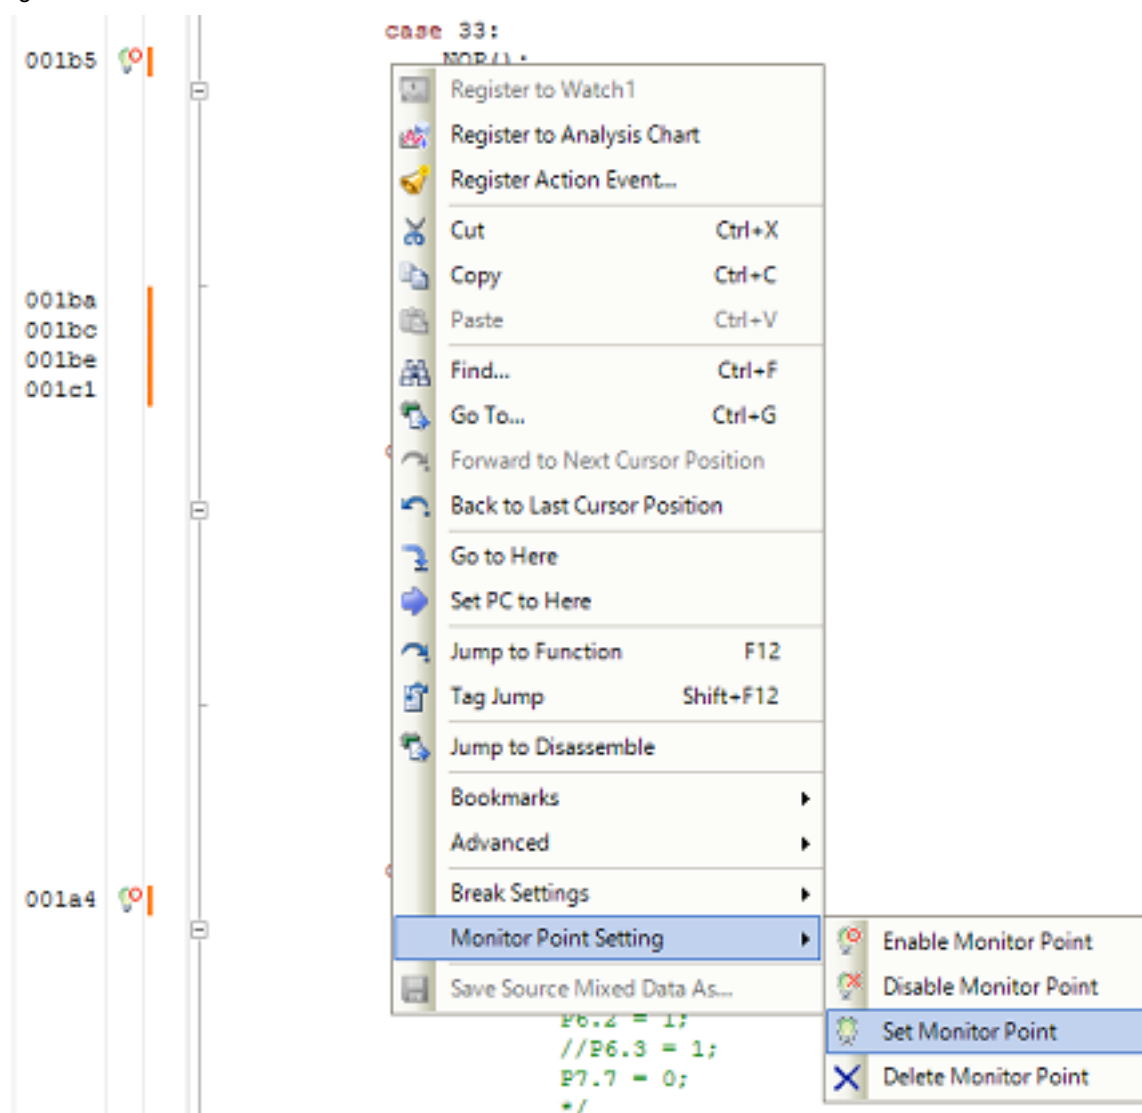 case 33:
001b5
NOP();
Register to Watch1
Register to Analysis Chart
Register Action Event...
Cut Ctrl+X
Copy Ctrl+C
001ba
Paste Ctrl+V
001bc
001be
Find... Ctrl+F
001c1
Go To... Ctrl+G
Forward to Next Cursor Position
Back to Last Cursor Position
Go to Here
Set PC to Here
Jump to Function F12
Tag Jump Shift+F12
Jump to Disassemble
Bookmarks
Advanced
Break Settings
001a4
Monitor Point Setting
Enable Monitor Point
Save Source Mixed Data As...
Disable Monitor Point
P6.2 = 1;
Set Monitor Point
//P6.3 = 1;
P7.7 = 0;
Delete Monitor Point
*/